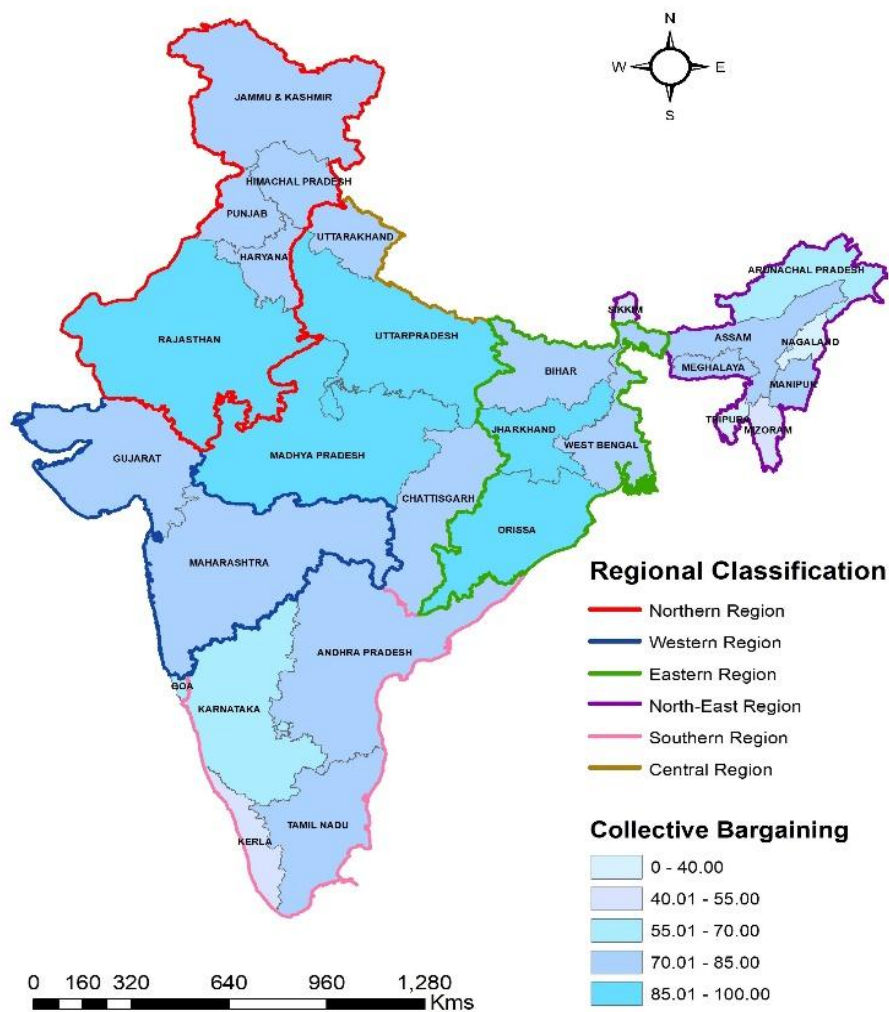 N
W E
S
JAMMU & KASHMIR
HIMACHAL PRADESH
PUNJAB
UTTARAKHAND
HARYANA
ARUNACHAL PRADESH
SIKKIM
RAJASTHAN
UTTARPRADESH
ASSAM
NAGALAND
BIHAR
MEGHALAYA
MANIPUR
TRIPURA
MIZORAM
GUJARAT
MADHYA PRADESH
JHARKHAND
WEST BENGAL
CHATTISGARH
ORISSA
MAHARASHTRA
ANDHRA PRADESH
GOA
KARNATAKA
TAMIL NADU
KERLA
Regional Classification
Northern Region
Western Region
Eastern Region
North-East Region
Southern Region
Central Region
Collective Bargaining
0 - 40.00
40.01 - 55.00
55.01 - 70.00
70.01 - 85.00
85.01 - 100.00
0 160 320 640 960 1,280
Kms